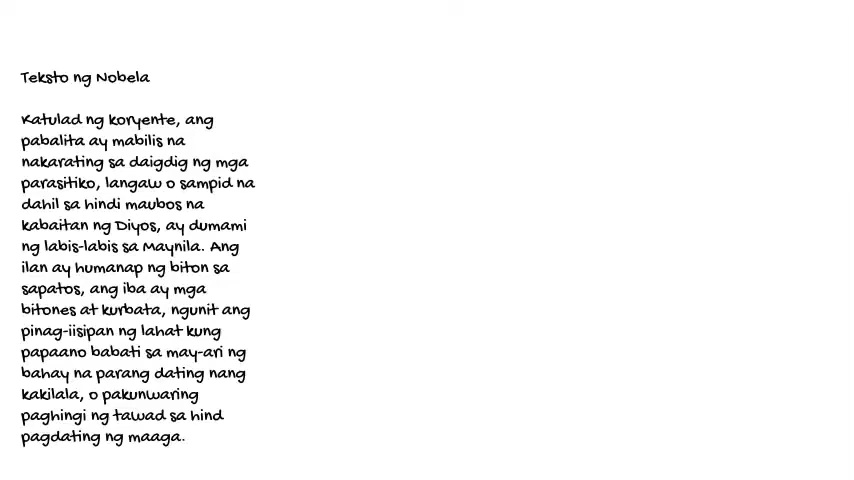 Teksto ng Nobela
Katulad ng koryente, ang
pabalita ay mabilis na
nakarating sa daigdig ng mga
parasitiko, langaw o sampid na
dahil sa hindi maubos na
kabaitan ng Diyos, ay dumami
ng labis-labis sa Maynila. Ang
ilan ay humanap ng biton sa
sapatos, ang iba ay mga
bitones at kurbata, ngunit ang
pinag-iisipan ng lahat kung
papaano babati sa may-ari ng
bahay na parang dating nang
kakilala, o pakunwaring
paghingi ng tawad sa hind
pagdating ng maaga.